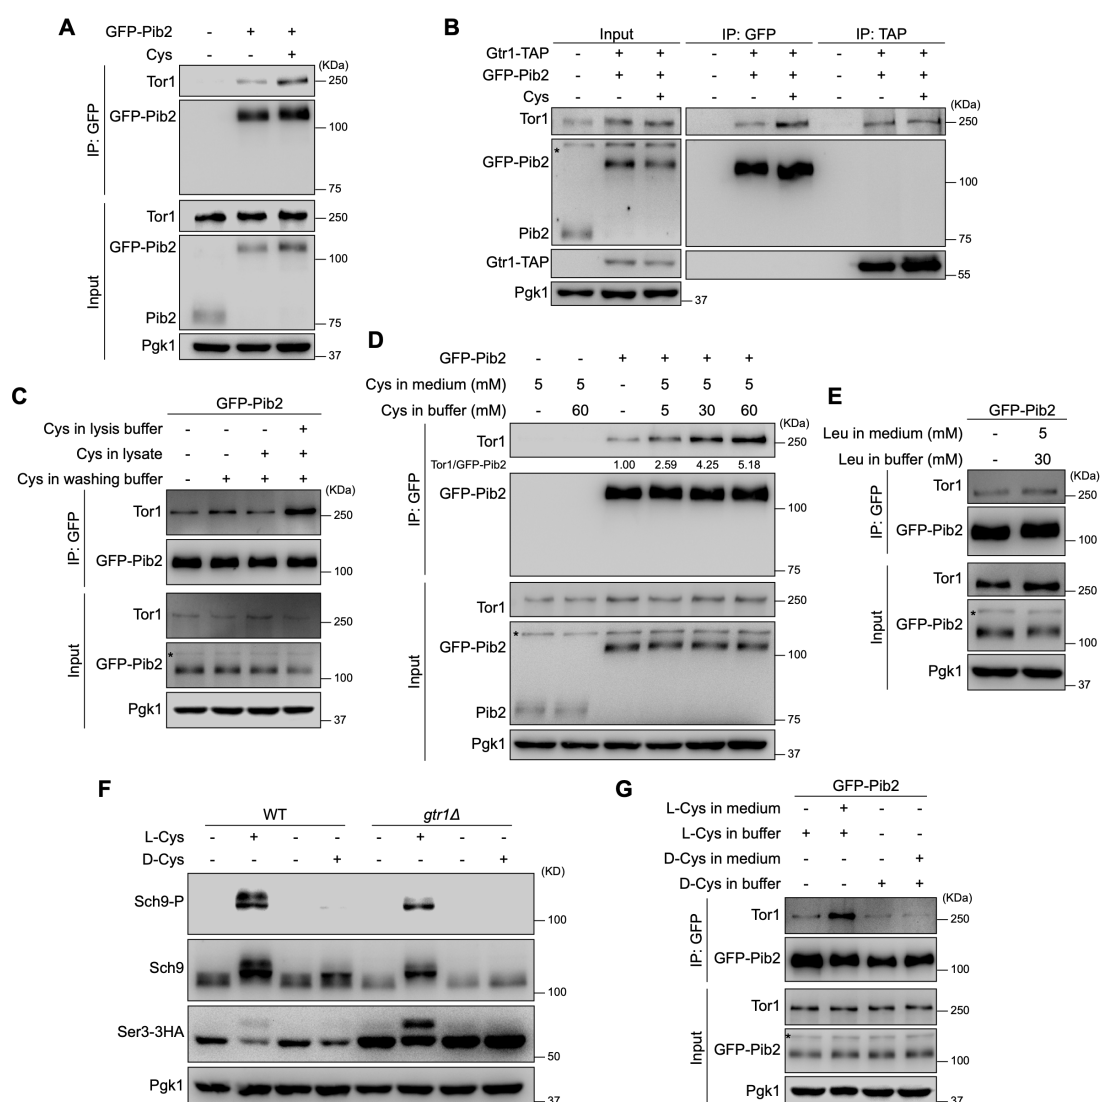 A
GFP-Pib2 - + +
Cys - - +
(KDa)
IP: GFP
Tor1 250
GFP-Pib2 100
75
Input
Tor1 250
GFP-Pib2 100
Pib2 75
Pgk1 37
B
Input IP: GFP IP: TAP
Gtr1-TAP - + + - + + - + +
GFP-Pib2 - + + - + + - + +
Cys - - + - - + - - +
(KDa)
Tor1 250
*
GFP-Pib2 100
Pib2 75
Gtr1-TAP 55
Pgk1 37
C
GFP-Pib2
Cys in lysis buffer - - - +
Cys in lysate - - + +
Cys in washing buffer - + + +
(KDa)
IP: GFP
Tor1 250
GFP-Pib2 100
Input
Tor1 250
*
GFP-Pib2 100
Pgk1 37
D
GFP-Pib2 - - + + + +
Cys in medium (mM) 5 5 - 5 5 5
Cys in buffer (mM) - 60 - 5 30 60
(KDa)
IP: GFP
Tor1 250
Tor1/GFP-Pib2 1.00 2.59 4.25 5.18
GFP-Pib2 100
75
Input
Tor1 250
*
GFP-Pib2 100
Pib2 75
Pgk1 37
E
GFP-Pib2
Leu in medium (mM) - 5
Leu in buffer (mM) - 30
(KDa)
IP: GFP
Tor1 250
GFP-Pib2 100
Input
Tor1 250
*
GFP-Pib2 100
Pgk1 37
F
WT gtr1Δ
L-Cys - + - - - + - -
D-Cys - - - + - - - +
(KD)
Sch9-P 100
Sch9 100
Ser3-3HA 50
Pgk1 37
G
GFP-Pib2
L-Cys in medium - + - -
L-Cys in buffer + + - -
D-Cys in medium - - - +
D-Cys in buffer - - + +
(KDa)
IP: GFP
Tor1 250
GFP-Pib2 100
Input
Tor1 250
*
GFP-Pib2 100
Pgk1 37